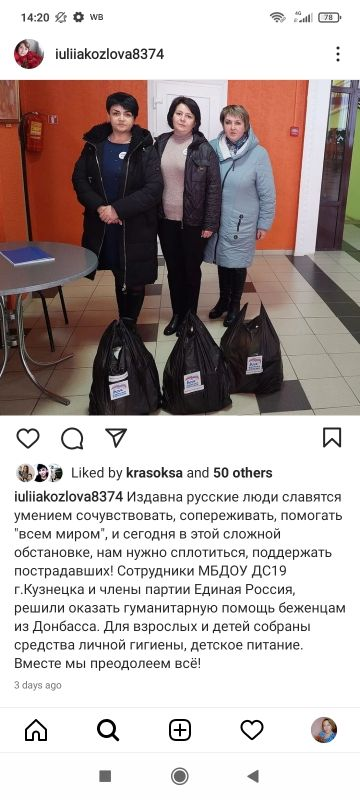 14:20 WB 4G 78
iuliiakozlova8374
Liked by krasoksa and 50 others
iuliiakozlova8374 Издавна русские люди славятся
умением сочувствовать, сопереживать, помогать
"всем миром", и сегодня в этой сложной
обстановке, нам нужно сплотиться, поддержать
пострадавших! Сотрудники МБДОУ ДС19
г.Кузнецка и члены партии Единая Россия,
решили оказать гуманитарную помощь беженцам
из Донбасса. Для взрослых и детей собраны
средства личной гигиены, детское питание.
Вместе мы преодолеем всё!
3 days ago